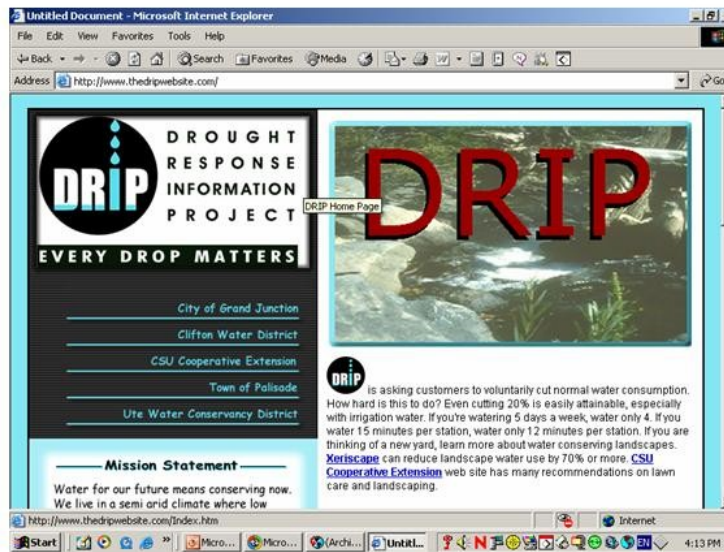 Untitled Document - Microsoft Internet Explorer
File Edit View Favorites Tools Help
Back Search Favorites Media
Address http://www.thedripwebsite.com/ Go
DRIP
DROUGHT
RESPONSE
INFORMATION
PROJECT
EVERY DROP MATTERS
DRIP Home Page
City of Grand Junction
Clifton Water District
CSU Cooperative Extension
Town of Palisade
Ute Water Conservancy District
Mission Statement
Water for our future means conserving now.
We live in a semi arid climate where low
DRIP
DRIP is asking customers to voluntarily cut normal water consumption.
How hard is this to do? Even cutting 20% is easily attainable, especially
with irrigation water. If you're watering 5 days a week, water only 4. If you
water 15 minutes per station, water only 12 minutes per station. If you are
thinking of a new yard, learn more about water conserving landscapes.
Xeriscape can reduce landscape water use by 70% or more. CSU
Cooperative Extension web site has many recommendations on lawn
care and landscaping.
http://www.thedripwebsite.com/Index.htm Internet
Start Micro... Micro... (Archi... Untitl... EN 4:13 PM